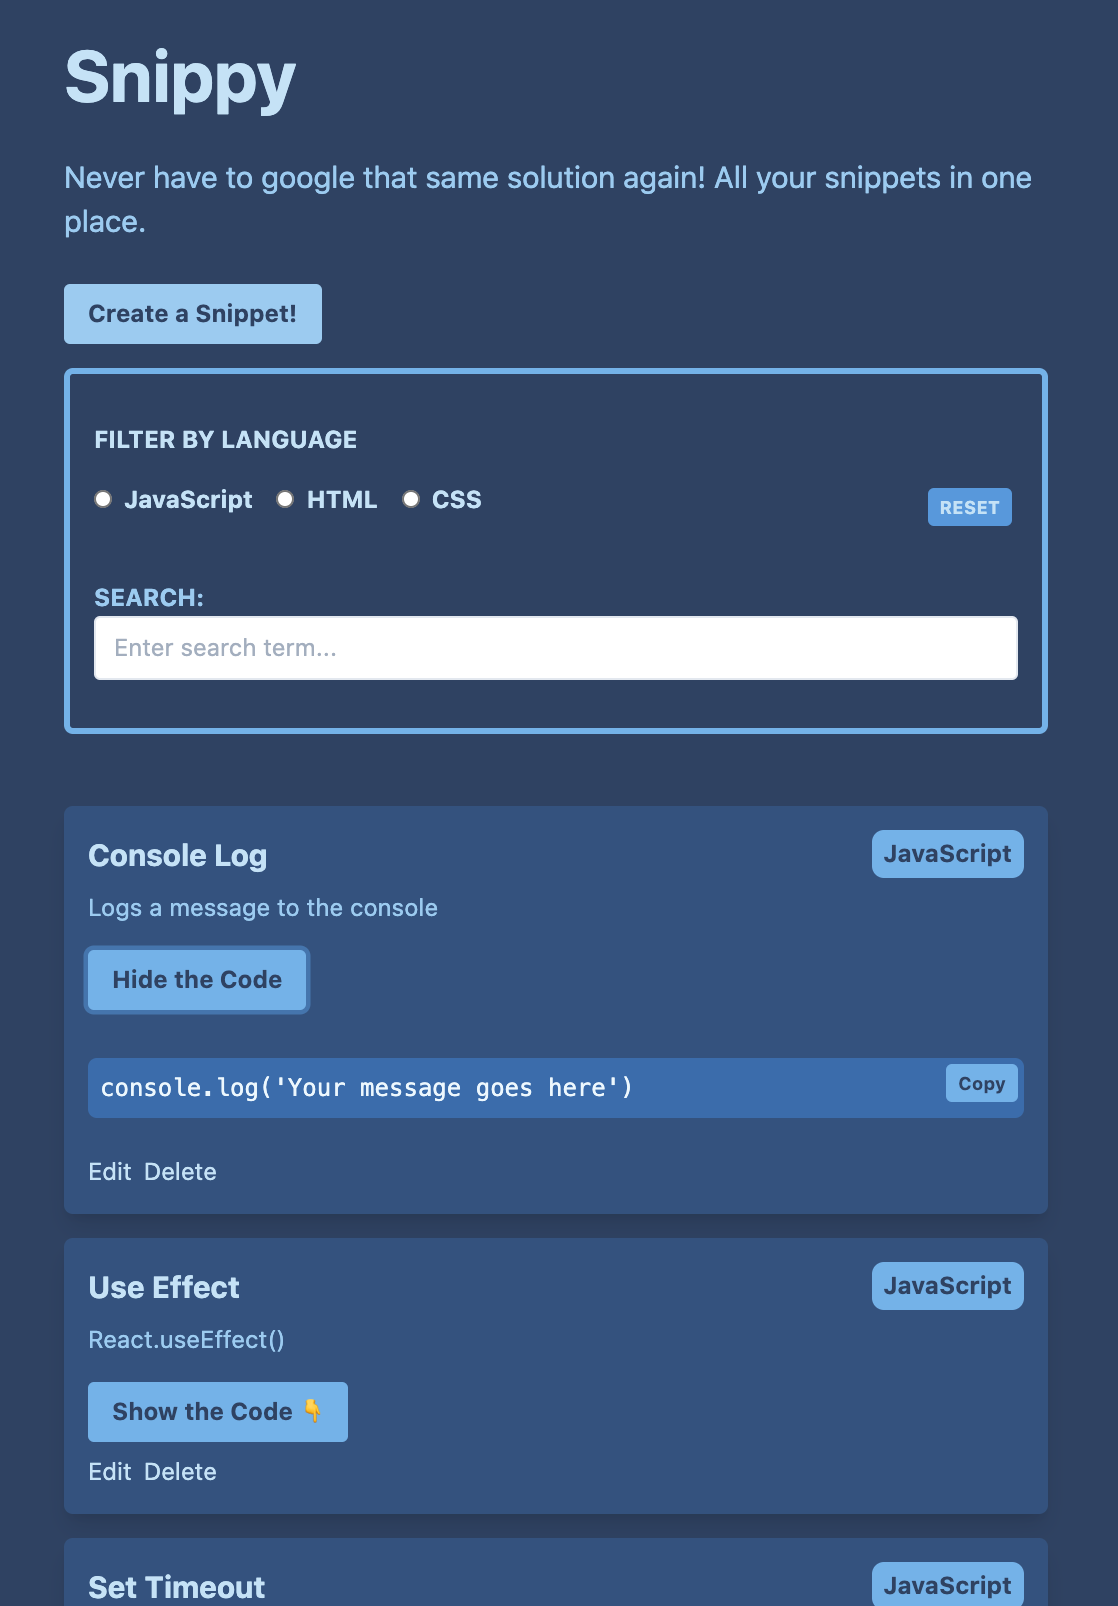 Snippy
Never have to google that same solution again! All your snippets in one
place.
Create a Snippet!
FILTER BY LANGUAGE
JavaScript HTML CSS
RESET
SEARCH:
Enter search term...
Console Log
JavaScript
Logs a message to the console
Hide the Code
console.log('Your message goes here')
Copy
Edit Delete
Use Effect
JavaScript
React.useEffect()
Show the Code 👇
Edit Delete
Set Timeout
JavaScript